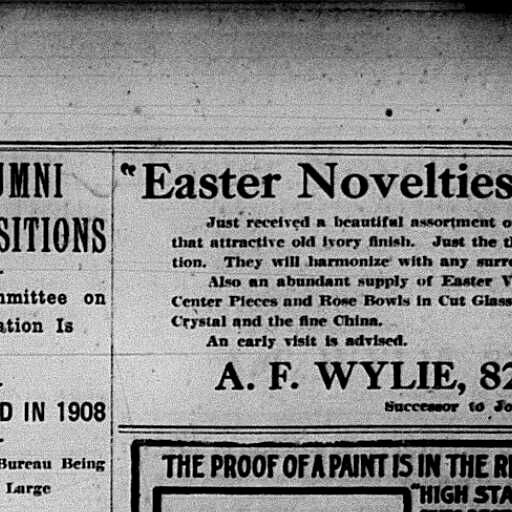 UMNI
SITIONS
mmittee on
ation Is
D IN 1908
Bureau Being
Large
"Easter Novelties
Just received a beautiful assortment o
that attractive old ivory finish. Just the t
tion. They will harmonize with any surro
Also an abundant supply of Easter V
Center Pieces and Rose Bowls in Cut Glass
Crystal and the fine China.
An early visit is advised.
A. F. WYLIE, 82
Successor to Jo
THE PROOF OF A PAINT IS IN THE RE
"HIGH STA